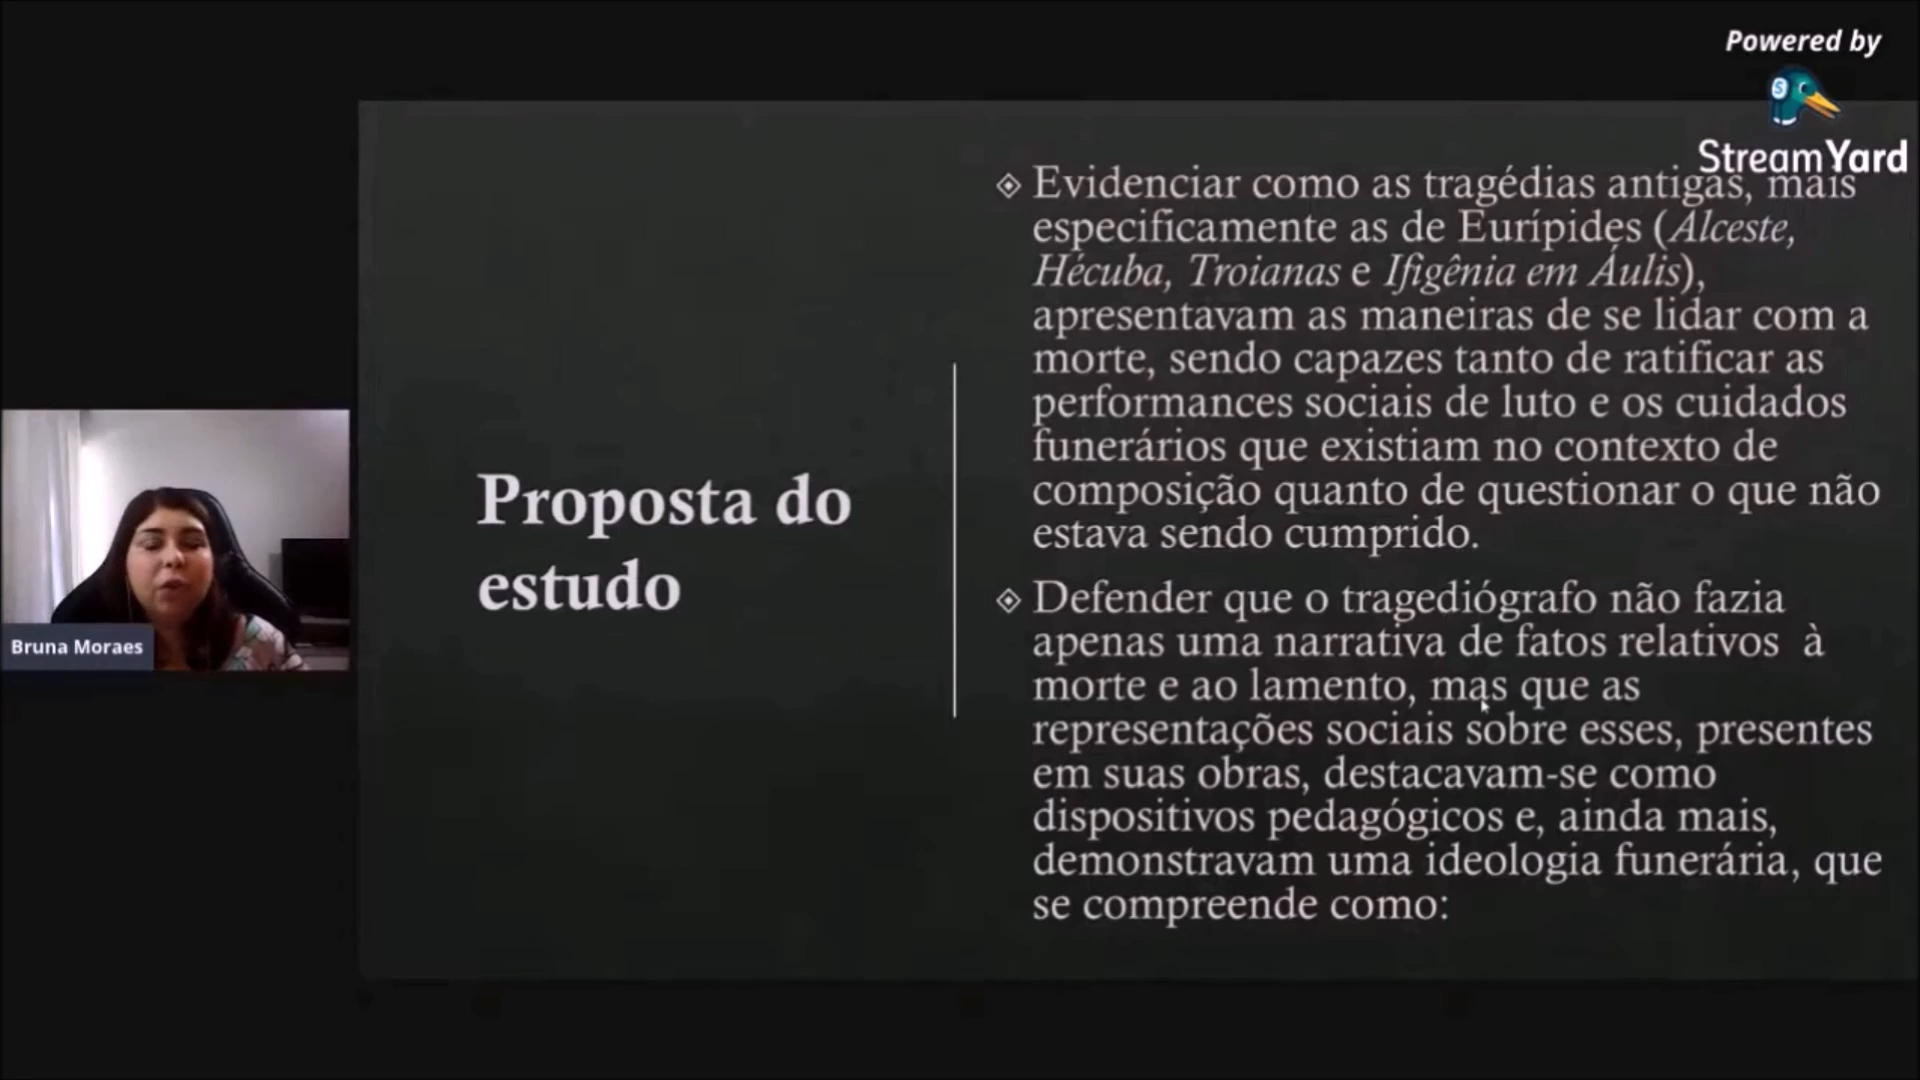 Powered by
StreamYard
Proposta do
estudo
Evidenciar como as tragédias antigas, mais
especificamente as de Eurípides (Alceste,
Hécuba, Troianas e Ifigênia em Áulis),
apresentavam as maneiras de se lidar com a
morte, sendo capazes tanto de ratificar as
performances sociais de luto e os cuidados
funerários que existiam no contexto de
composição quanto de questionar o que não
estava sendo cumprido.
Defender que o tragediógrafo não fazia
apenas uma narrativa de fatos relativos à
morte e ao lamento, mas que as
representações sociais sobre esses, presentes
em suas obras, destacavam-se como
dispositivos pedagógicos e, ainda mais,
demonstravam uma ideologia funerária, que
se compreende como:
Bruna Moraes